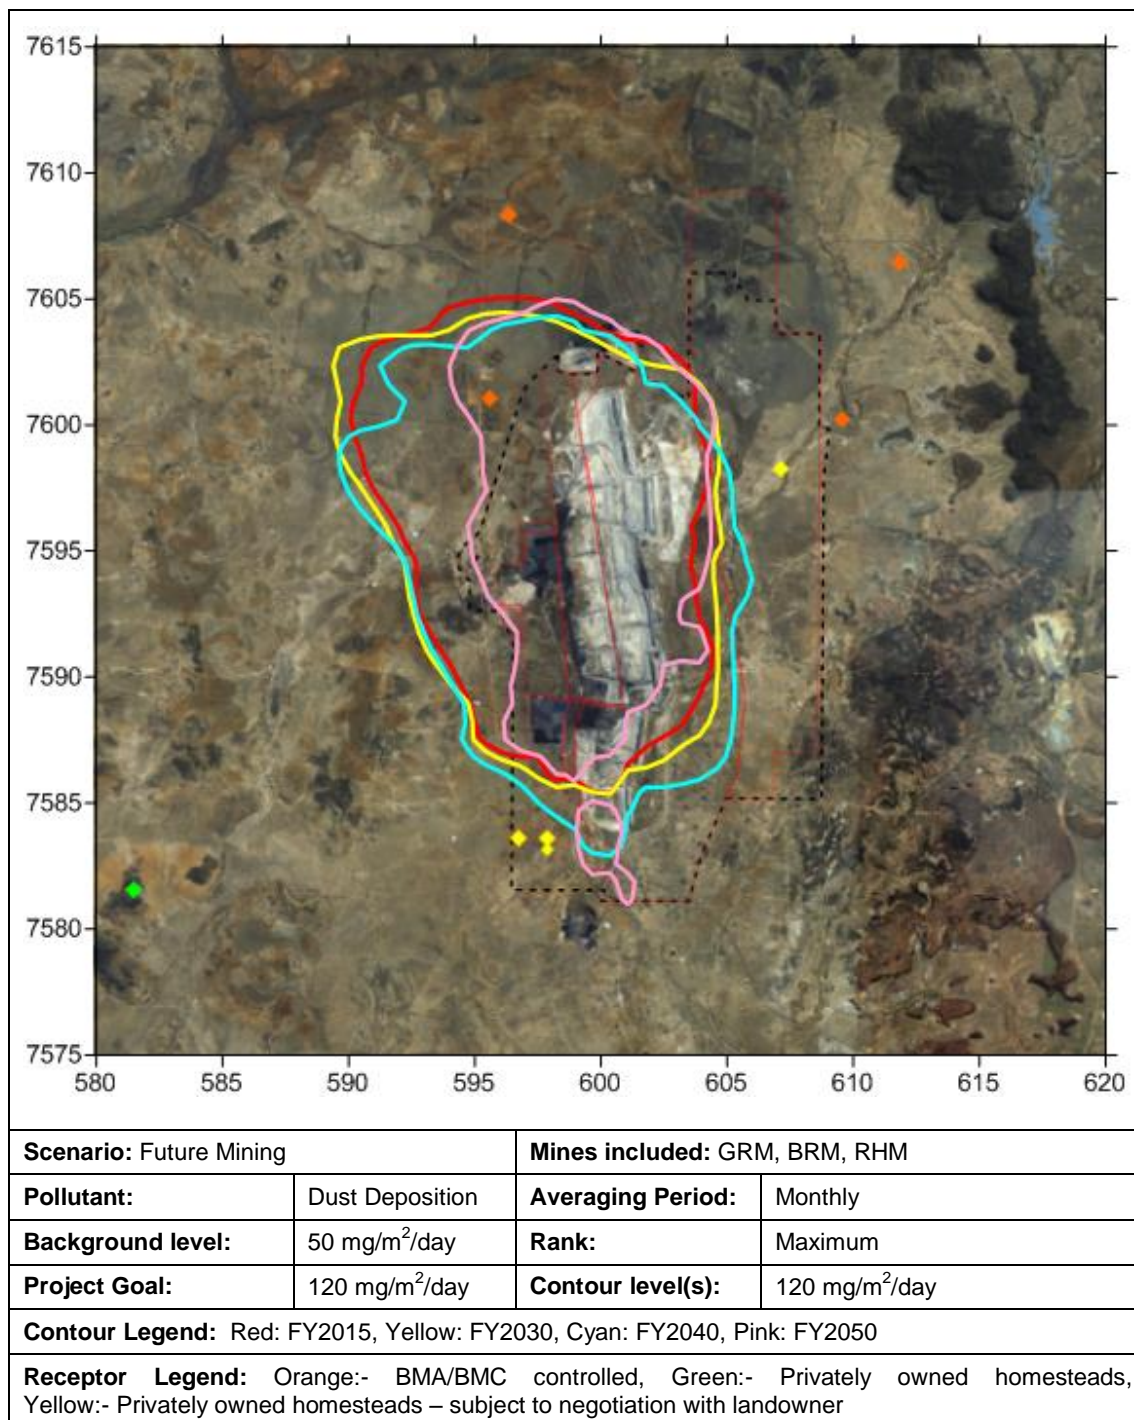 7615
7610
7605
7600
7595
7590
7585
7580
7575
580 585 590 595 600 605 610 615 620
Scenario: Future Mining Mines included: GRM, BRM, RHM
Pollutant: Dust Deposition Averaging Period: Monthly
Background level: 50 mg/m²/day Rank: Maximum
Project Goal: 120 mg/m²/day Contour level(s): 120 mg/m²/day
Contour Legend: Red: FY2015, Yellow: FY2030, Cyan: FY2040, Pink: FY2050
Receptor Legend: Orange:- BMA/BMC controlled, Green:- Privately owned homesteads,
Yellow:- Privately owned homesteads – subject to negotiation with landowner